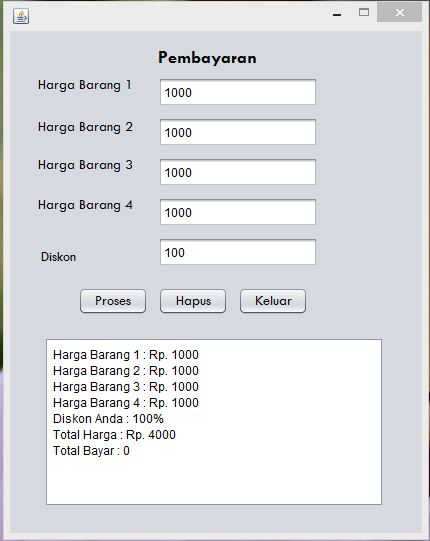 Pembayaran
Harga Barang 1 1000
Harga Barang 2 1000
Harga Barang 3 1000
Harga Barang 4 1000
Diskon 100
Proses Hapus Keluar
Harga Barang 1 : Rp. 1000
Harga Barang 2 : Rp. 1000
Harga Barang 3 : Rp. 1000
Harga Barang 4 : Rp. 1000
Diskon Anda : 100%
Total Harga : Rp. 4000
Total Bayar : 0